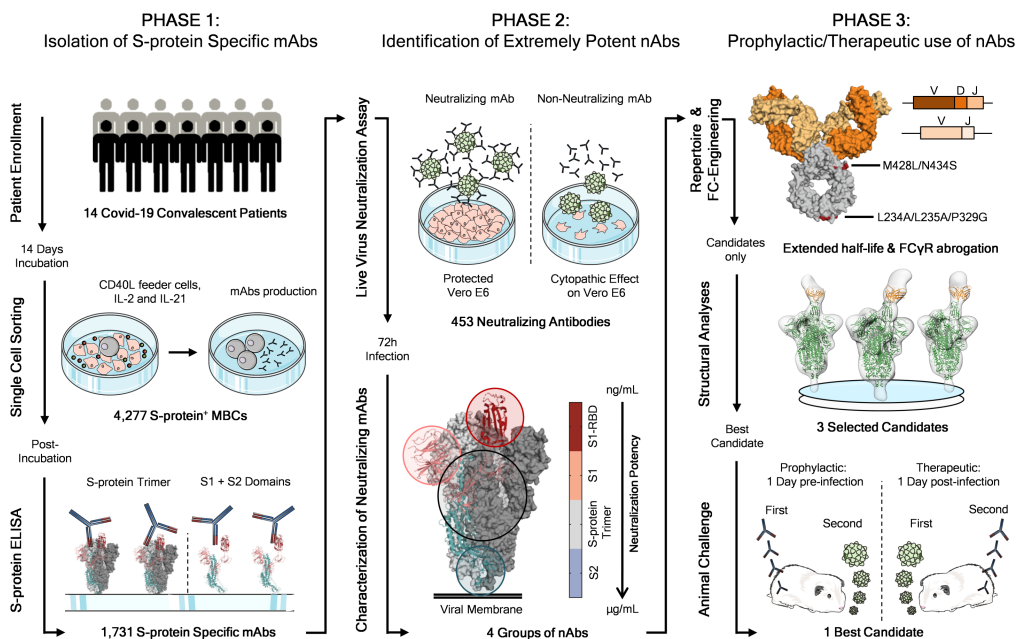 PHASE 1:
Isolation of S-protein Specific mAbs
Patient Enrollment
14 Covid-19 Convalescent Patients
14 Days
Incubation
Single Cell Sorting
CD40L feeder cells,
IL-2 and IL-21
mAbs production
4,277 S-protein⁺ MBCs
Post-
Incubation
S-protein ELISA
S-protein Trimer
S1 + S2 Domains
1,731 S-protein Specific mAbs
PHASE 2:
Identification of Extremely Potent nAbs
Live Virus Neutralization Assay
Neutralizing mAb
Non-Neutralizing mAb
Protected
Vero E6
Cytopathic Effect
on Vero E6
453 Neutralizing Antibodies
72h
Infection
Characterization of Neutralizing mAbs
ng/mL
S1-RBD
S1
S-protein
Trimer
S2
Neutralization Potency
µg/mL
Viral Membrane
4 Groups of nAbs
PHASE 3:
Prophylactic/Therapeutic use of nAbs
Repertoire &
FC-Engineering
V D J
V J
M428L/N434S
L234A/L235A/P329G
Extended half-life & FCγR abrogation
Candidates
only
Structural Analyses
3 Selected Candidates
Best
Candidate
Animal Challenge
Prophylactic:
1 Day pre-infection
Therapeutic:
1 Day post-infection
First
Second
First
Second
1 Best Candidate